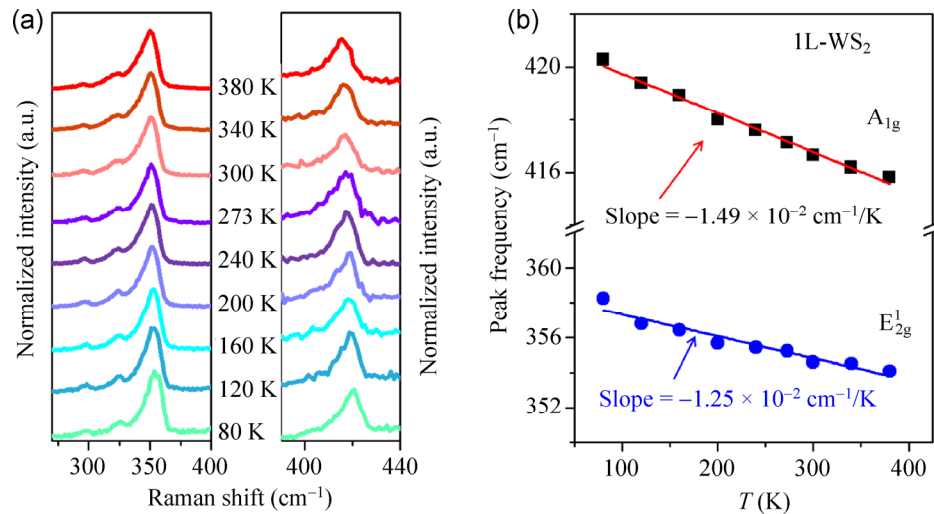 (a)
Normalized intensity (a.u.)
380 K
340 K
300 K
273 K
240 K
200 K
160 K
120 K
80 K
300 350 400
400 440
Raman shift (cm⁻¹)
Normalized intensity (a.u.)
(b)
1L-WS₂
A₁g
Slope = −1.49 × 10⁻² cm⁻¹/K
E¹₂g
Slope = −1.25 × 10⁻² cm⁻¹/K
Peak frequency (cm⁻¹)
420
416
360
356
352
100 200 300 400
T (K)